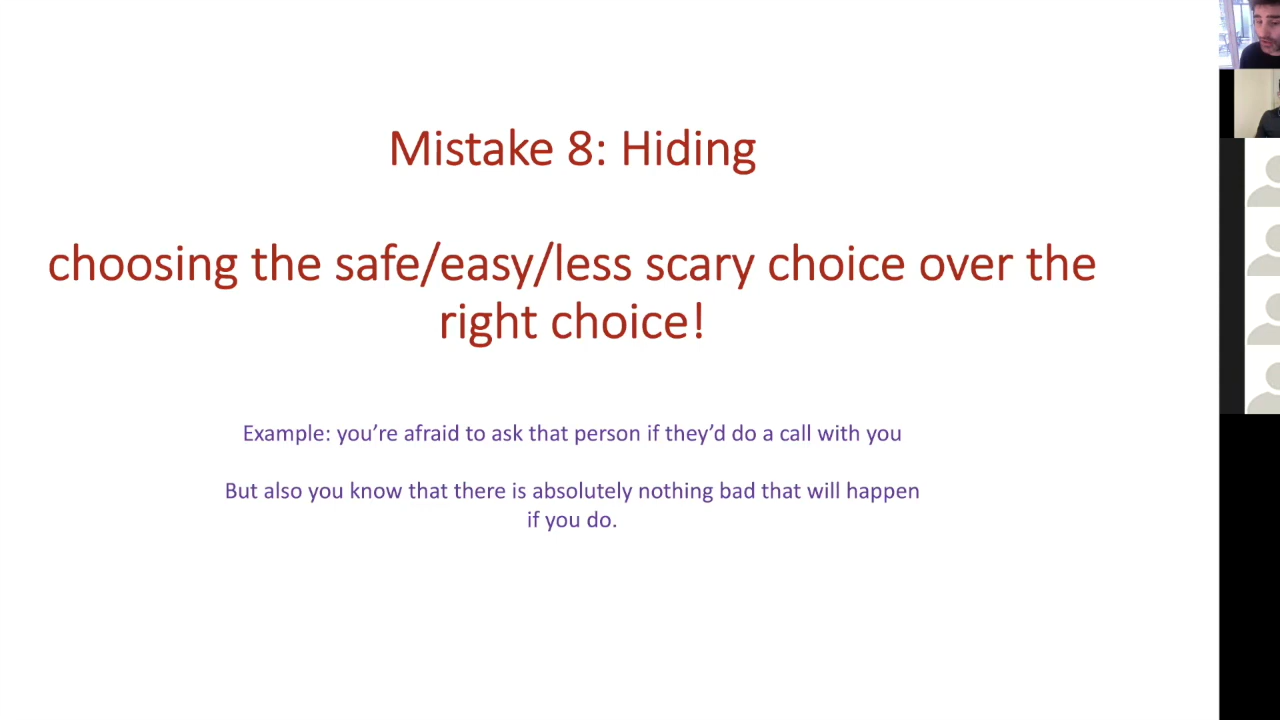 Mistake 8: Hiding
choosing the safe/easy/less scary choice over the
right choice!
Example: you’re afraid to ask that person if they’d do a call with you
But also you know that there is absolutely nothing bad that will happen
if you do.